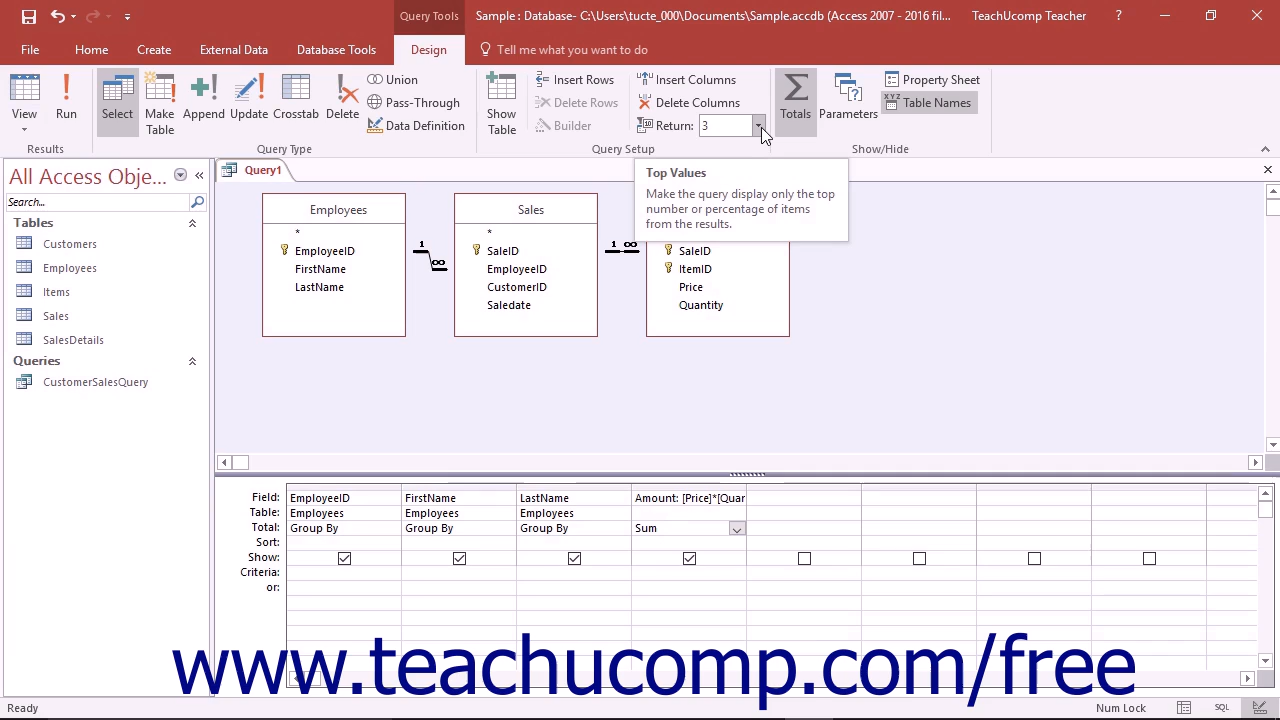 Query Tools
Sample : Database- C:\Users\tucte_000\Documents\Sample.accdb (Access 2007 - 2016 fil...
TeachUcomp Teacher
?
File
Home
Create
External Data
Database Tools
Design
Tell me what you want to do
View
Run
Select
Make Table
Append
Update
Crosstab
Delete
Union
Pass-Through
Data Definition
Show Table
Insert Rows
Delete Rows
Builder
Insert Columns
Delete Columns
Return: 3
Totals
Parameters
Property Sheet
Table Names
Results
Query Type
Query Setup
Show/Hide
All Access Obje...
Search...
Tables
Customers
Employees
Items
Sales
SalesDetails
Queries
CustomerSalesQuery
Query1
Top Values
Make the query display only the top
number or percentage of items
from the results.
Employees
*
EmployeeID
FirstName
LastName
1
∞
Sales
*
SaleID
EmployeeID
CustomerID
Saledate
1
∞
SaleID
ItemID
Price
Quantity
Field: EmployeeID FirstName LastName Amount: [Price]*[Quar
Table: Employees Employees Employees
Total: Group By Group By Group By Sum
Sort:
Show:
Criteria:
or:
www.teachucomp.com/free
Ready
Num Lock
SQL